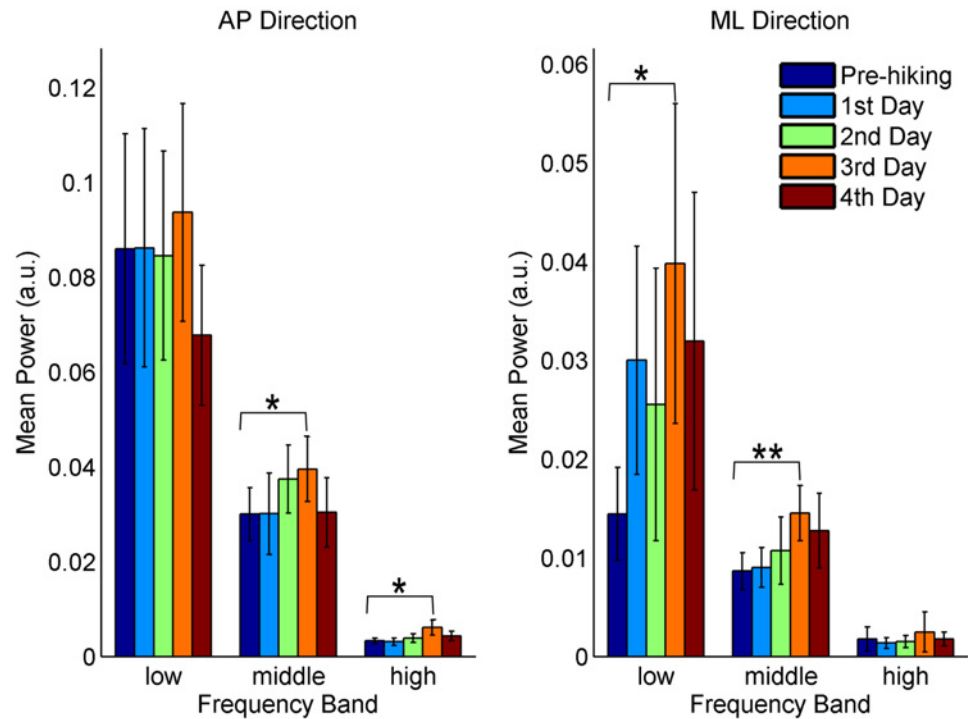 AP Direction
Mean Power (a.u.)
0.12
0.1
0.08
0.06
0.04
0.02
0
*
*
low middle high
Frequency Band
ML Direction
Mean Power (a.u.)
0.06
0.05
0.04
0.03
0.02
0.01
0
*
**
Pre-hiking
1st Day
2nd Day
3rd Day
4th Day
low middle high
Frequency Band